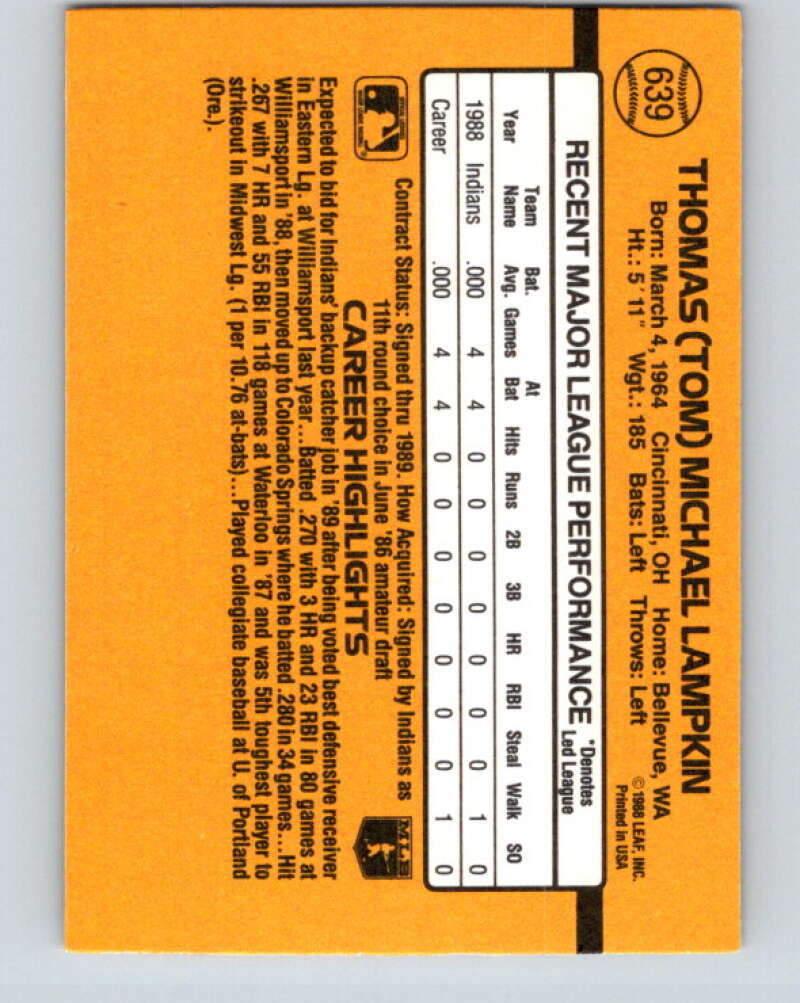 639
THOMAS (TOM) MICHAEL LAMPKIN
Born: March 4, 1964 Cincinnati, OH Home: Bellevue, WA
Ht.: 5' 11" Wgt.: 185 Bats: Left Throws: Left
©1988 LEAF, INC.
Printed in USA
RECENT MAJOR LEAGUE PERFORMANCE *Denotes Led League
Year Team Name Bat. Avg. Games At Bat Hits Runs 2B 3B HR RBI Steal Walk SO
1988 Indians .000 4 4 0 0 0 0 0 0 0 1 0
Career .000 4 4 0 0 0 0 0 0 0 1 0
Contract Status: Signed thru 1989. How Acquired: Signed by Indians as
11th round choice in June '86 amateur draft
MLB
CAREER HIGHLIGHTS
Expected to bid for Indians' backup catcher job in '89 after being voted best defensive receiver
in Eastern Lg. at Williamsport last year...Batted .270 with 3 HR and 23 RBI in 80 games at
Williamsport in '88, then moved up to Colorado Springs where he batted .280 in 34 games...Hit
.267 with 7 HR and 55 RBI in 118 games at Waterloo in '87 and was 5th toughest player to
strikeout in Midwest Lg. (1 per 10.76 at-bats)...Played collegiate baseball at U. of Portland
(Ore.).